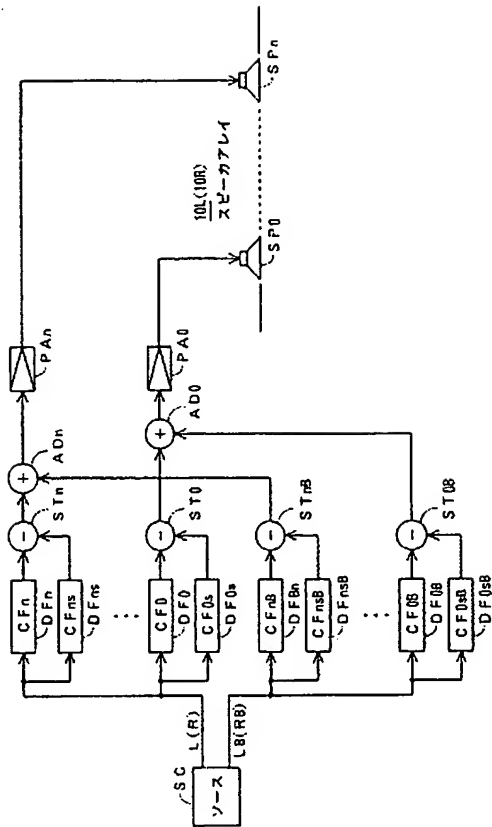 SC
ソース
L(R)
LB(RB)
CFn
DFn
CFns
DFns
STn
ADn
PAn
CF0
DF0
CF0s
DF0s
ST0
AD0
PA0
CFnB
DFBn
CFnsB
DFnsB
STnB
CF0B
DF0B
CF0sB
DF0sB
ST0B
10L(10R)
スピーカアレイ
SP0
SPn